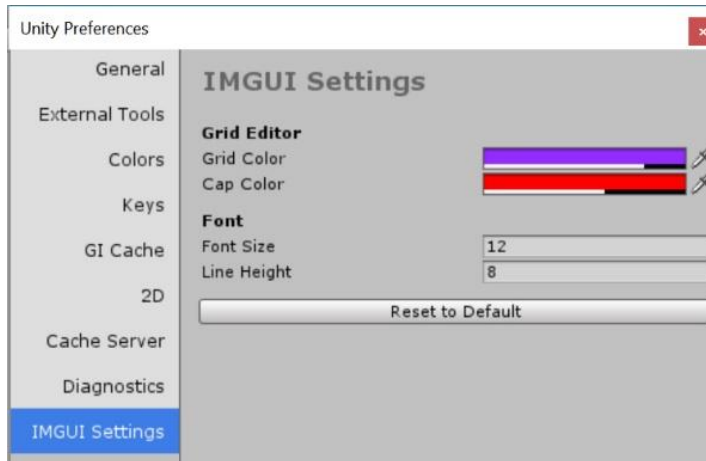 Unity Preferences
×
General
External Tools
Colors
Keys
GI Cache
2D
Cache Server
Diagnostics
IMGUI Settings
IMGUI Settings
Grid Editor
Grid Color
Cap Color
Font
Font Size 12
Line Height 8
Reset to Default